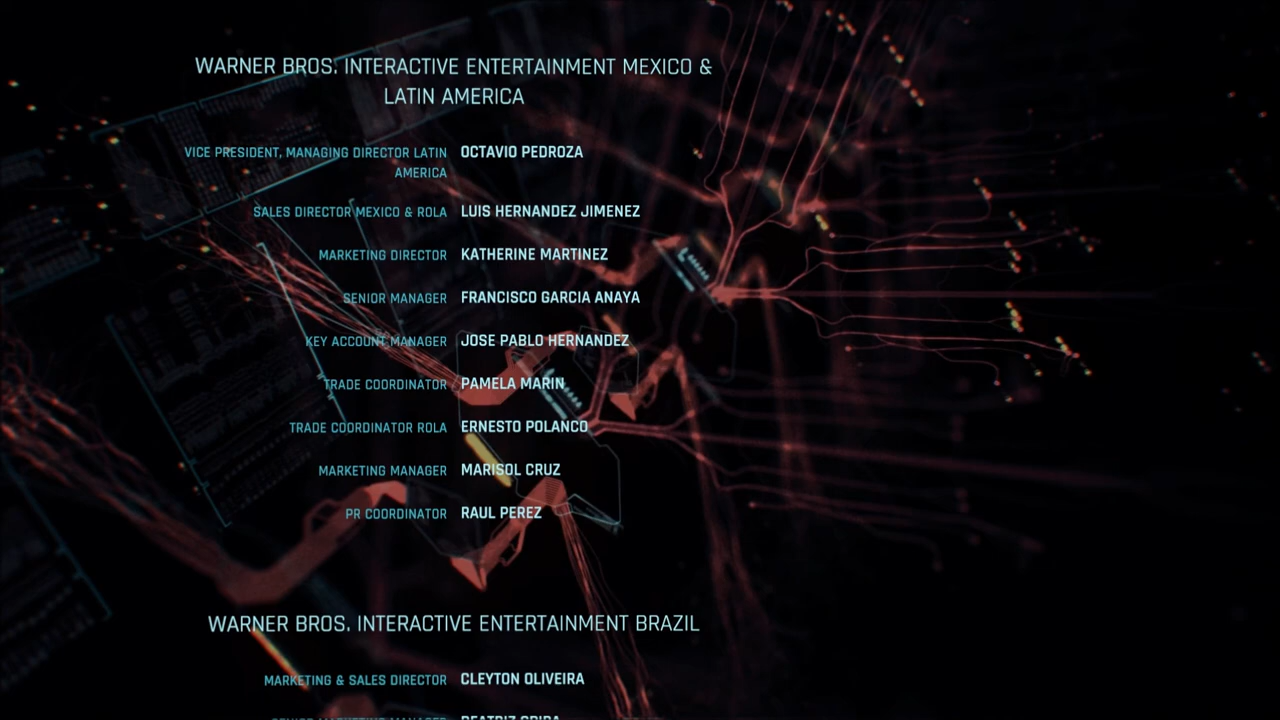 WARNER BROS. INTERACTIVE ENTERTAINMENT MEXICO &
LATIN AMERICA
VICE PRESIDENT, MANAGING DIRECTOR LATIN AMERICA OCTAVIO PEDROZA
SALES DIRECTOR MEXICO & ROLA LUIS HERNANDEZ JIMENEZ
MARKETING DIRECTOR KATHERINE MARTINEZ
SENIOR MANAGER FRANCISCO GARCIA ANAYA
KEY ACCOUNT MANAGER JOSE PABLO HERNANDEZ
TRADE COORDINATOR PAMELA MARIN
TRADE COORDINATOR ROLA ERNESTO POLANCO
MARKETING MANAGER MARISOL CRUZ
PR COORDINATOR RAUL PEREZ
WARNER BROS. INTERACTIVE ENTERTAINMENT BRAZIL
MARKETING & SALES DIRECTOR CLEYTON OLIVEIRA